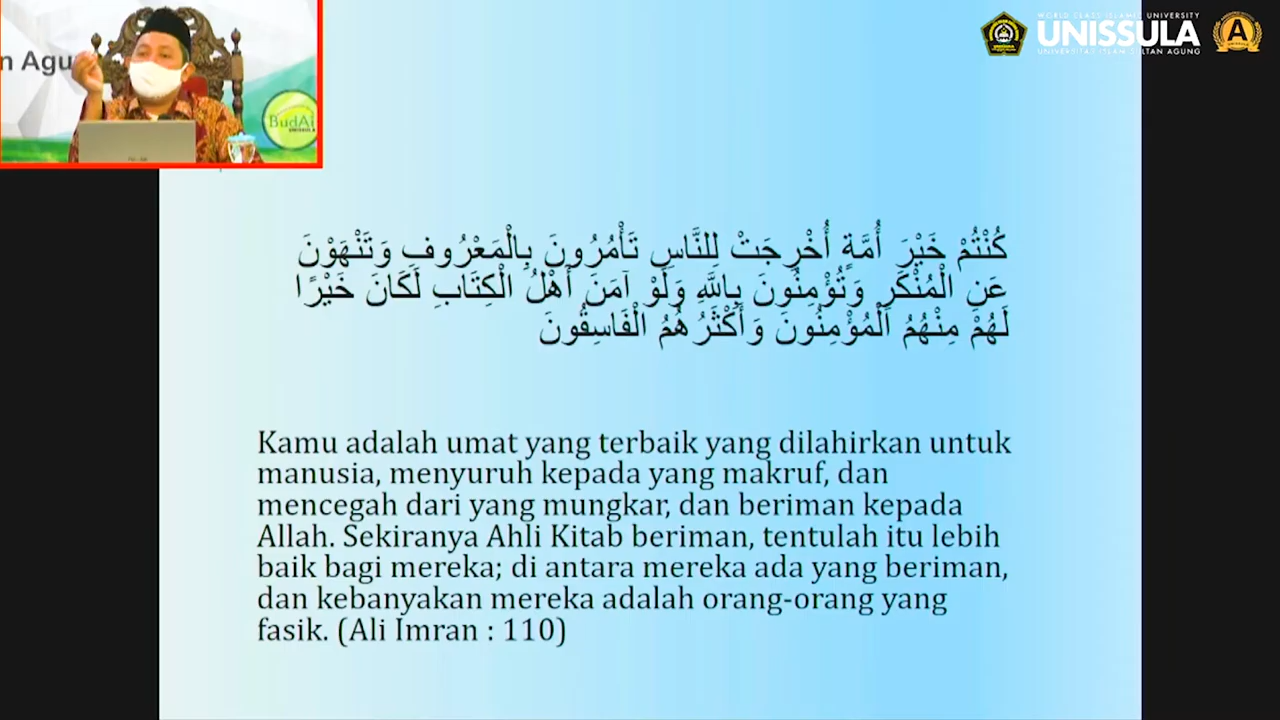 n Agu
BudAi
UNISSULA
WORLD CLASS ISLAMIC UNIVERSITY
UNISSULA
UNIVERSITAS ISLAM SULTAN AGUNG
A
كُنْتُمْ خَيْرَ أُمَّةٍ أُخْرِجَتْ لِلنَّاسِ تَأْمُرُونَ بِالْمَعْرُوفِ وَتَنْهَوْنَ
عَنِ الْمُنْكَرِ وَتُؤْمِنُونَ بِاللَّهِ وَلَوْ آمَنَ أَهْلُ الْكِتَابِ لَكَانَ خَيْرًا
لَهُمْ مِنْهُمُ الْمُؤْمِنُونَ وَأَكْثَرُهُمُ الْفَاسِقُونَ
Kamu adalah umat yang terbaik yang dilahirkan untuk
manusia, menyuruh kepada yang makruf, dan
mencegah dari yang mungkar, dan beriman kepada
Allah. Sekiranya Ahli Kitab beriman, tentulah itu lebih
baik bagi mereka; di antara mereka ada yang beriman,
dan kebanyakan mereka adalah orang-orang yang
fasik. (Ali Imran : 110)